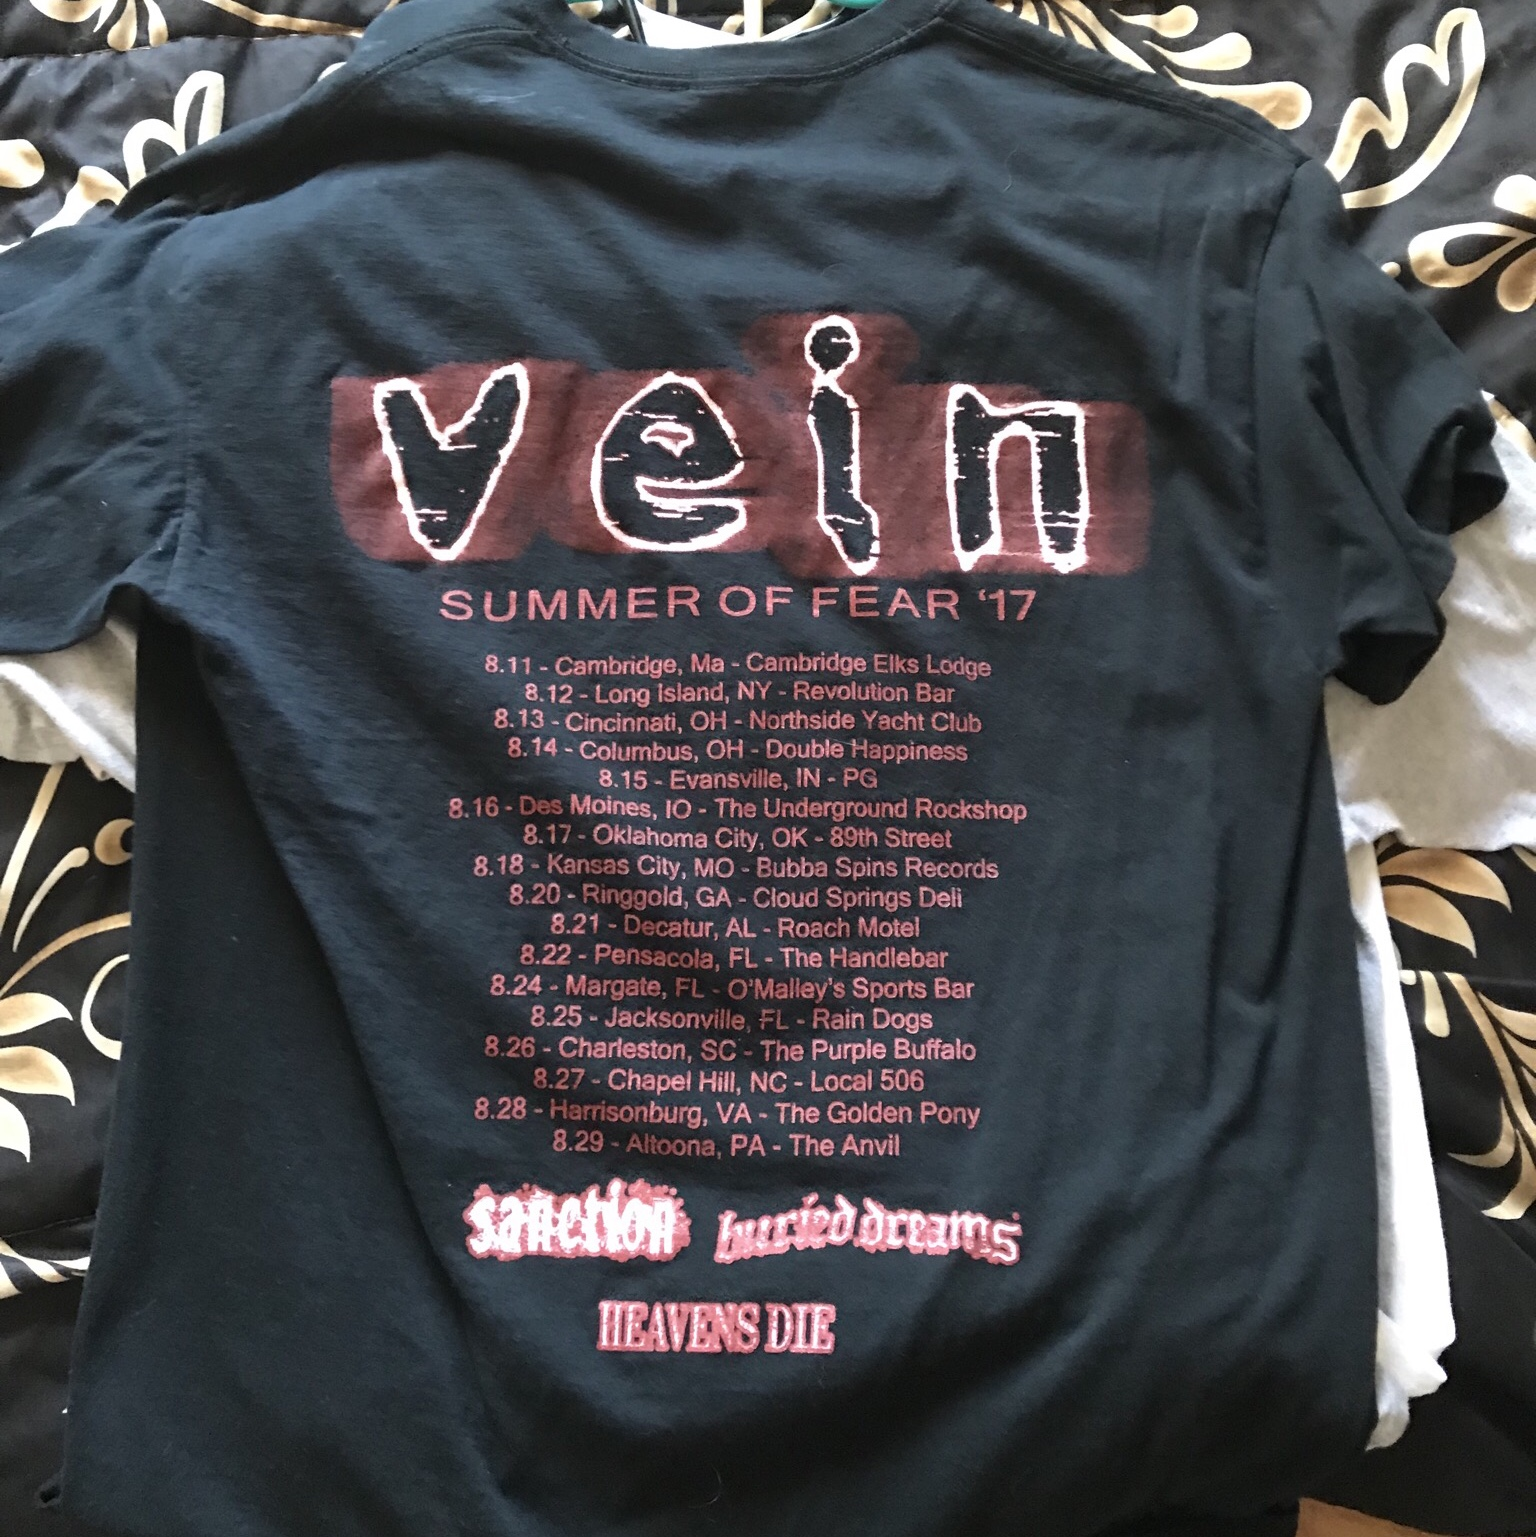 vein
SUMMER OF FEAR '17
8.11 - Cambridge, Ma - Cambridge Elks Lodge
8.12 - Long Island, NY - Revolution Bar
8.13 - Cincinnati, OH - Northside Yacht Club
8.14 - Columbus, OH - Double Happiness
8.15 - Evansville, IN - PG
8.16 - Des Moines, IO - The Underground Rockshop
8.17 - Oklahoma City, OK - 89th Street
8.18 - Kansas City, MO - Bubba Spins Records
8.20 - Ringgold, GA - Cloud Springs Deli
8.21 - Decatur, AL - Roach Motel
8.22 - Pensacola, FL - The Handlebar
8.24 - Margate, FL - O'Malley's Sports Bar
8.25 - Jacksonville, FL - Rain Dogs
8.26 - Charleston, SC - The Purple Buffalo
8.27 - Chapel Hill, NC - Local 506
8.28 - Harrisonburg, VA - The Golden Pony
8.29 - Altoona, PA - The Anvil
sanction buried dreams
HEAVENS DIE